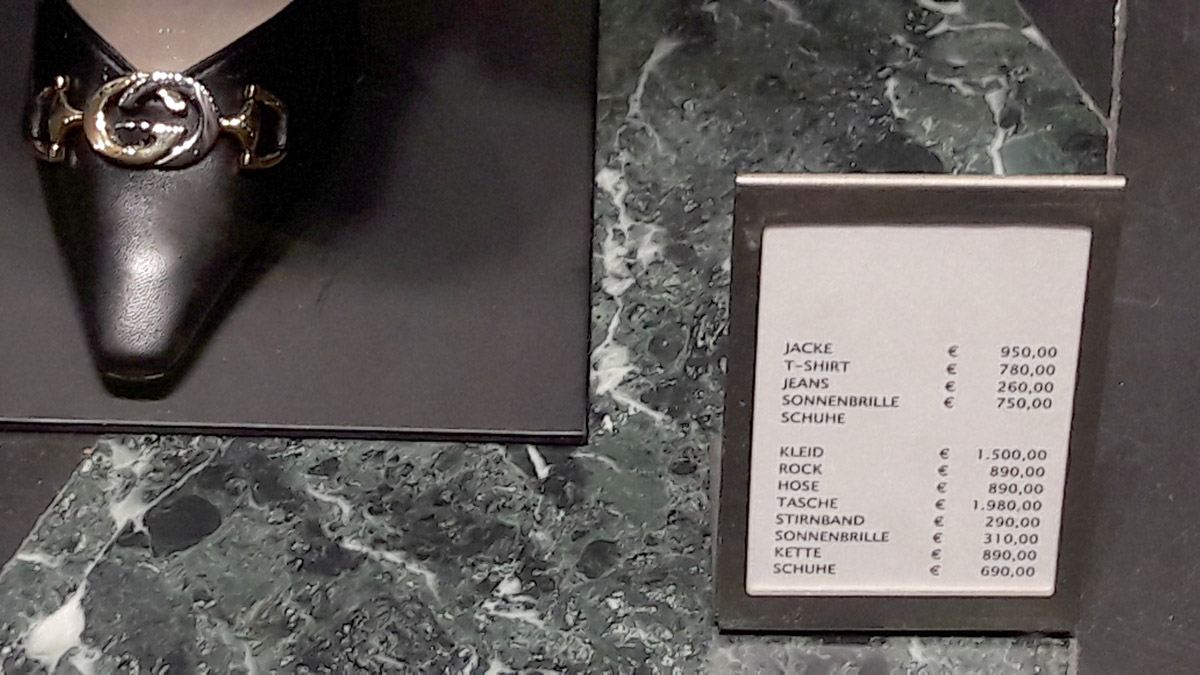 JACKE € 950,00
T-SHIRT € 780,00
JEANS € 260,00
SONNENBRILLE € 750,00
SCHUHE
KLEID € 1.500,00
ROCK € 890,00
HOSE € 890,00
TASCHE € 1.980,00
STIRNBAND € 290,00
SONNENBRILLE € 310,00
KETTE € 890,00
SCHUHE € 690,00